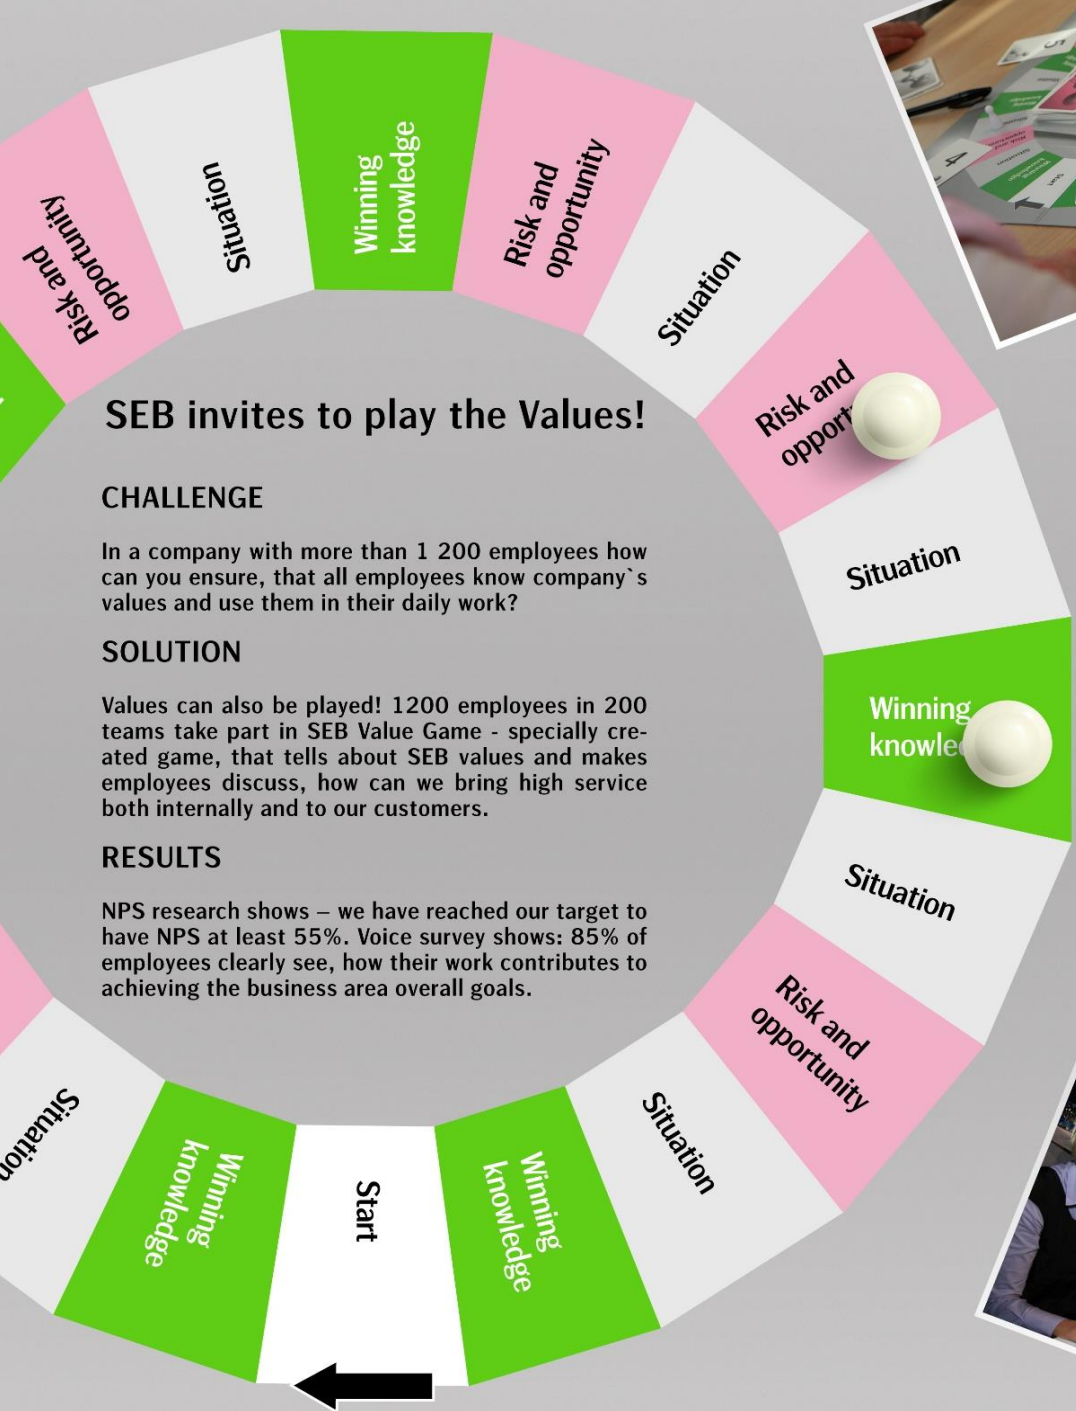 Winning
knowledge
Risk and
opportunity
Situation
Risk and
Situation
Winning
Situation
Risk and
opportunity
Situation
Winning
knowledge
Start
Winning
knowledge
Situation
Risk and
opportunity
Situation
SEB invites to play the Values!
CHALLENGE
In a company with more than 1 200 employees how
can you ensure, that all employees know company`s
values and use them in their daily work?
SOLUTION
Values can also be played! 1200 employees in 200
teams take part in SEB Value Game - specially cre-
ated game, that tells about SEB values and makes
employees discuss, how can we bring high service
both internally and to our customers.
RESULTS
NPS research shows – we have reached our target to
have NPS at least 55%. Voice survey shows: 85% of
employees clearly see, how their work contributes to
achieving the business area overall goals.